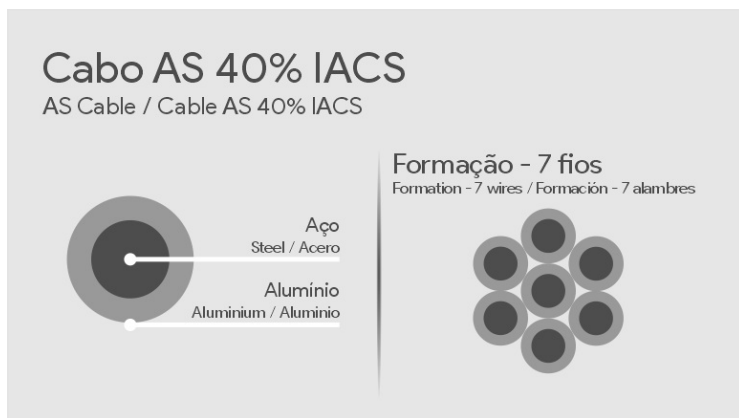 Cabo AS 40% IACS
AS Cable / Cable AS 40% IACS
Aço
Steel / Acero
Alumínio
Aluminium / Aluminio
Formação - 7 fios
Formation - 7 wires / Formación - 7 alambres